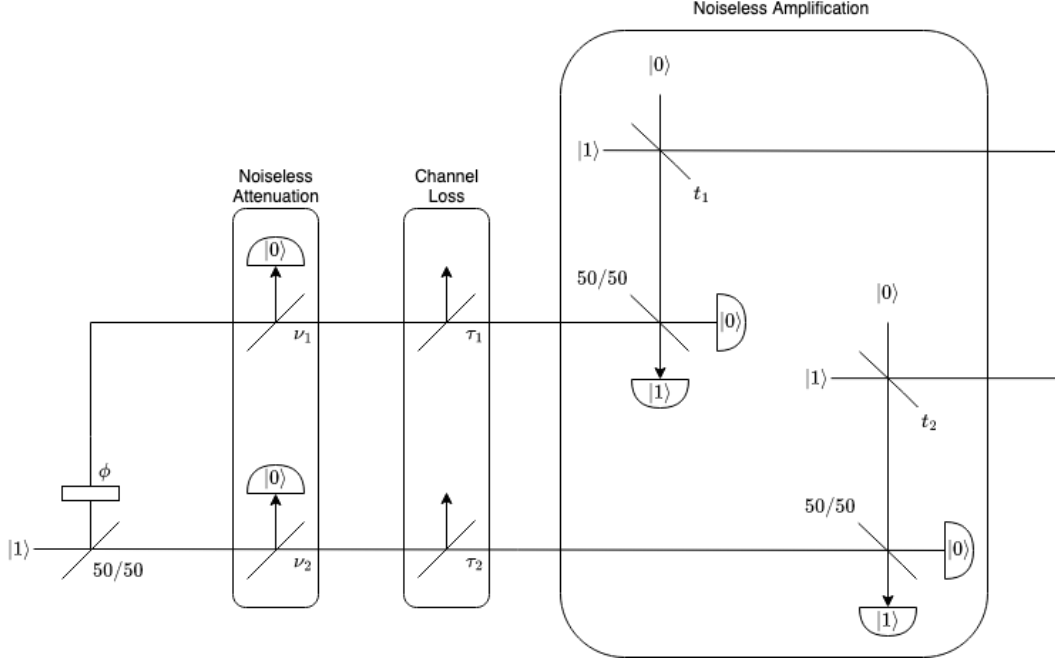 Noiseless Amplification
|0⟩
|1⟩
t₁
Noiseless
Attenuation
Channel
Loss
|0⟩
50/50
|0⟩
|0⟩
ν₁
τ₁
|1⟩
|1⟩
t₂
ϕ
|0⟩
50/50
|1⟩
50/50
ν₂
τ₂
|0⟩
|1⟩